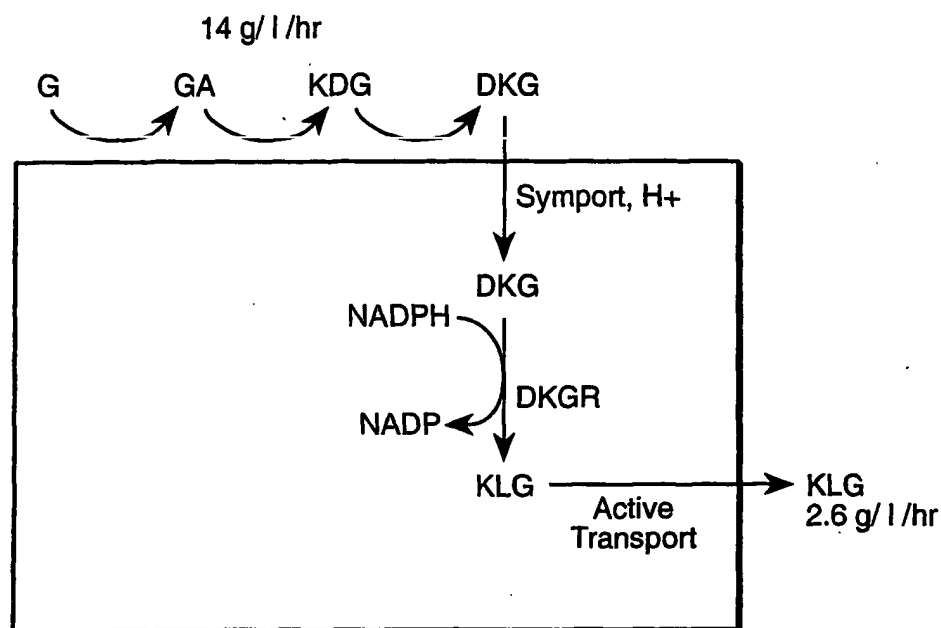 14 g/ l /hr
G GA KDG DKG
Symport, H+
DKG
NADPH
DKGR
NADP
KLG
Active
Transport
KLG
2.6 g/ l /hr